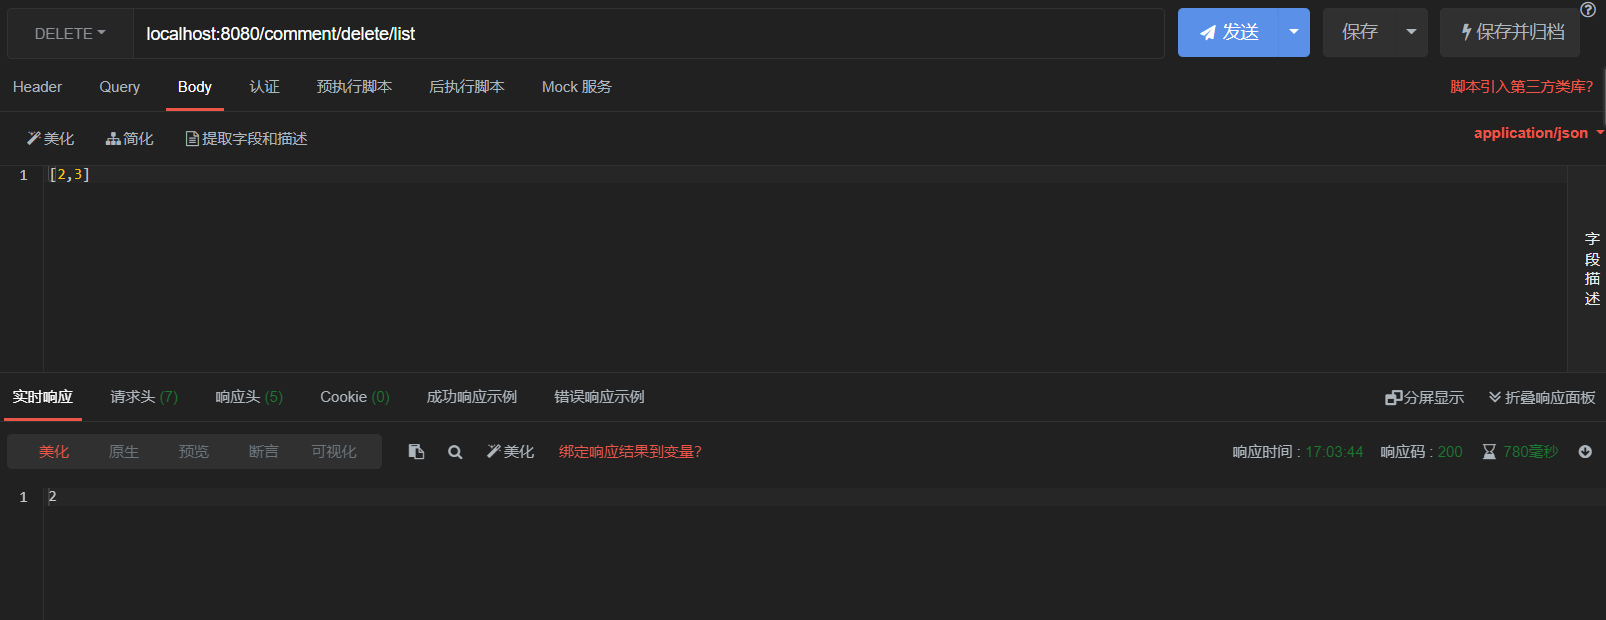 DELETE localhost:8080/comment/delete/list 发送 保存 保存并归档
Header Query Body 认证 预执行脚本 后执行脚本 Mock 服务 脚本引入第三方类库?
美化 简化 提取字段和描述 application/json
1 [2,3]
字段描述
实时响应 请求头 (7) 响应头 (5) Cookie (0) 成功响应示例 错误响应示例 分屏显示 折叠响应面板
美化 原生 预览 断言 可视化 美化 绑定响应结果到变量? 响应时间 : 17:03:44 响应码 : 200 780毫秒
1 2